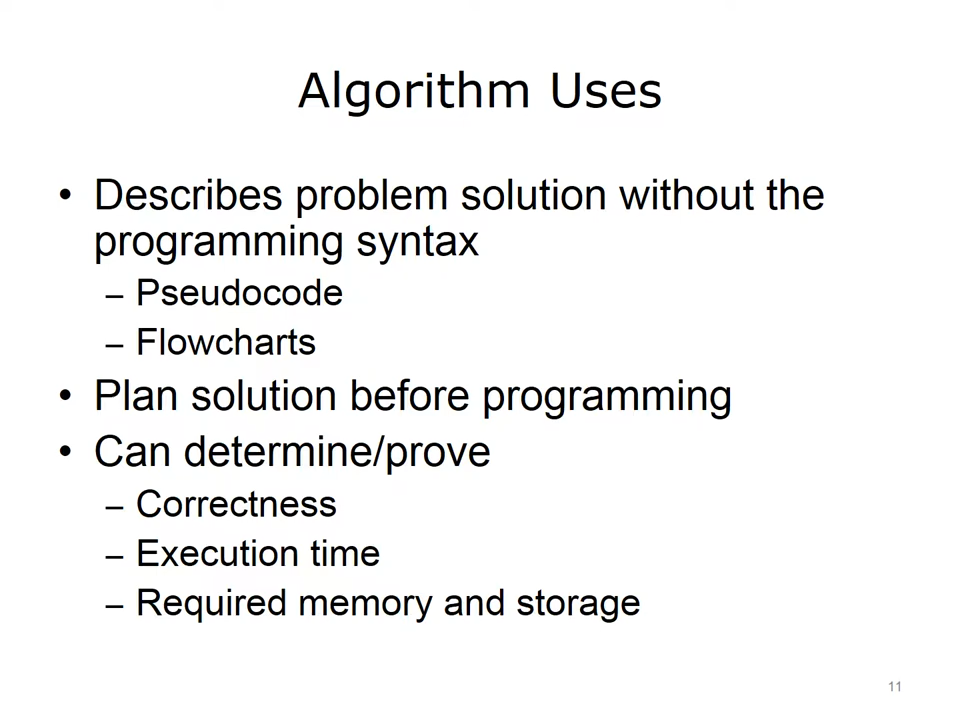 Algorithm Uses
• Describes problem solution without the
programming syntax
– Pseudocode
– Flowcharts
• Plan solution before programming
• Can determine/prove
– Correctness
– Execution time
– Required memory and storage
11